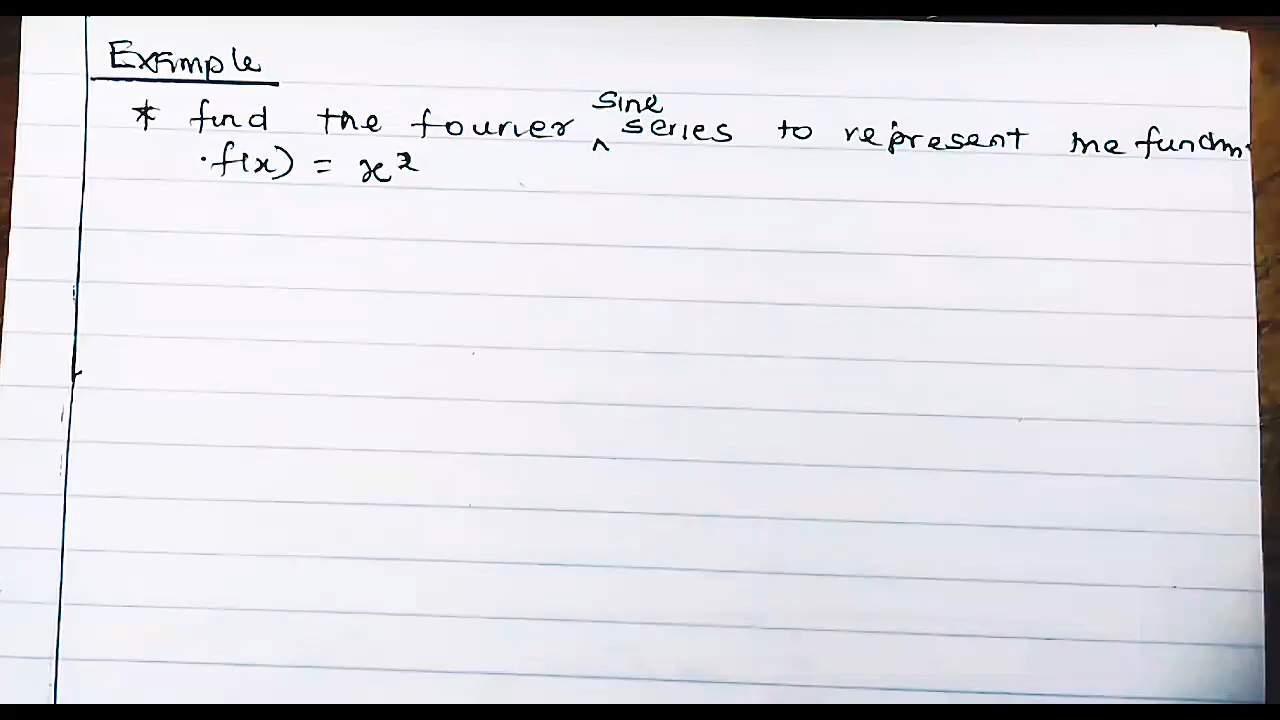 Example
* find the fourier sine series to represent the functn
f(x) = x²